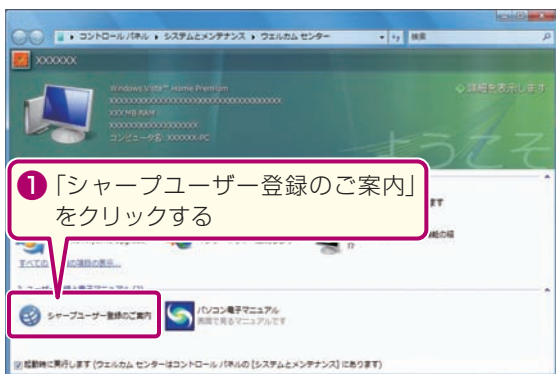 コントロール パネル ▸ システムとメンテナンス ▸ ウェルカム センター
検索
XXXXXX
Windows Vista™ Home Premium
XXXMB RAM
コンピュータ名: XXXXXX-PC
詳細を表示します
ようこそ
❶「シャープユーザー登録のご案内」
をクリックする
ます
シャープユーザー登録のご案内
パソコン電子マニュアル
画面で見るマニュアルです
起動時に実行します (ウェルカム センターはコントロール パネルの [システムとメンテナンス] にあります)